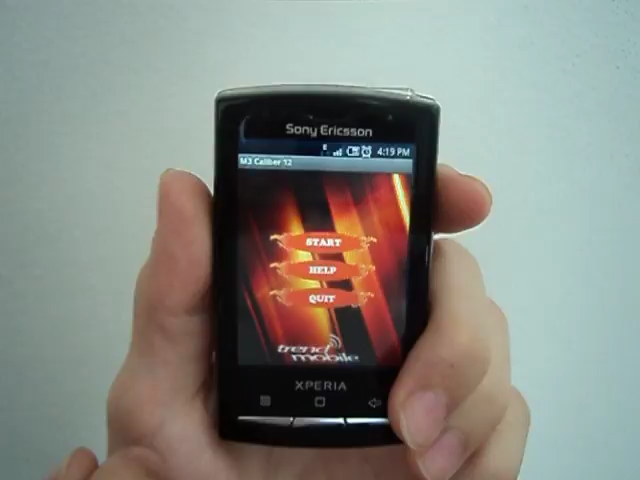 Sony Ericsson
4:19 PM
M3 Caliber 12
START
HELP
QUIT
trend
mobile
XPERIA